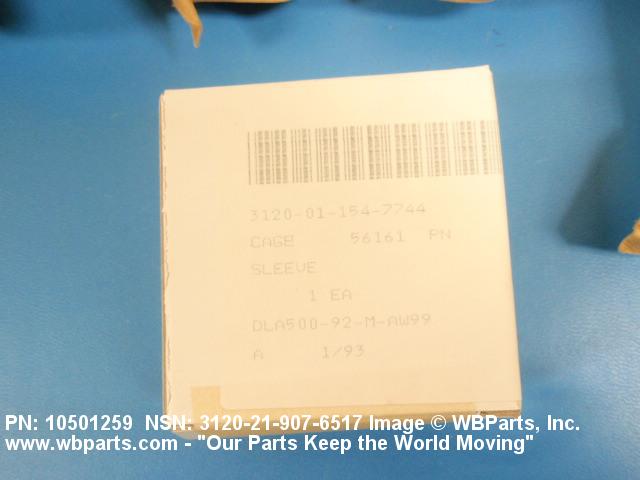 3120-01-154-7744
CAGE 56161 PN
SLEEVE
1 EA
DLA500-92-M-AW99
A 1/93
PN: 10501259 NSN: 3120-21-907-6517 Image © WBParts, Inc.
www.wbparts.com - "Our Parts Keep the World Moving"